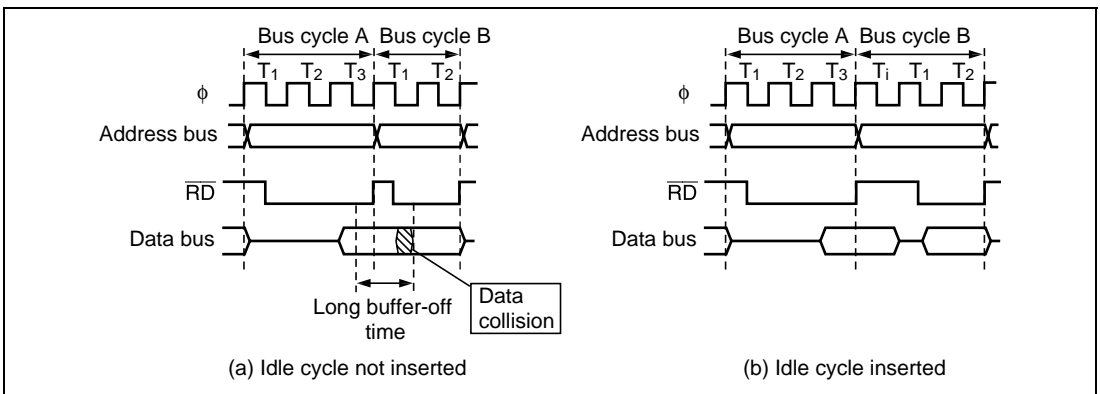 Bus cycle A Bus cycle B
T1 T2 T3 T1 T2
ϕ
Address bus
RD
Data bus
Long buffer-off
time
Data
collision
(a) Idle cycle not inserted
Bus cycle A Bus cycle B
T1 T2 T3 Ti T1 T2
ϕ
Address bus
RD
Data bus
(b) Idle cycle inserted